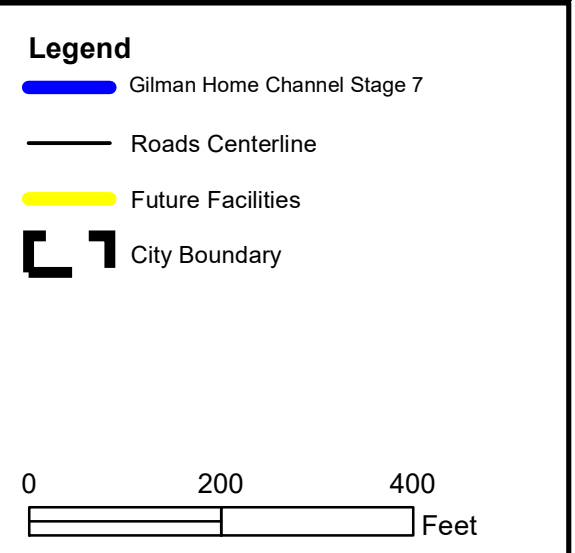 Legend
Gilman Home Channel Stage 7
Roads Centerline
Future Facilities
City Boundary
0 200 400
Feet